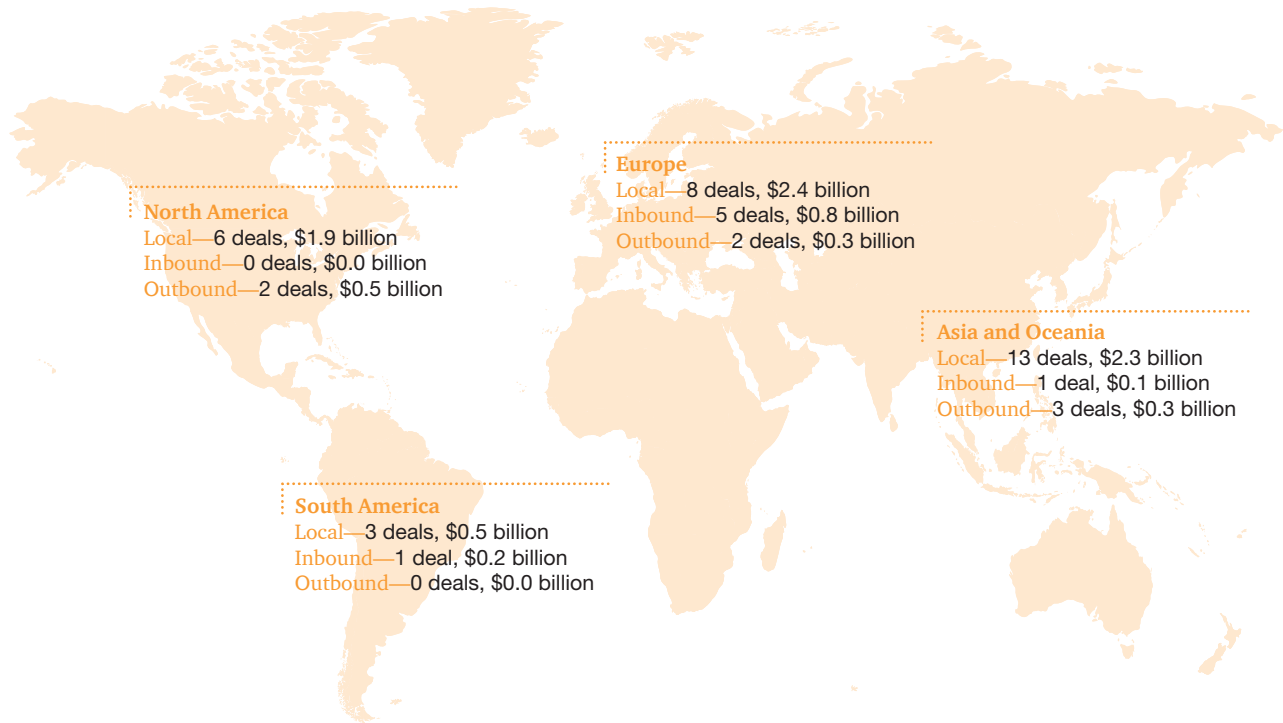 Europe
Local—8 deals, $2.4 billion
Inbound—5 deals, $0.8 billion
Outbound—2 deals, $0.3 billion
North America
Local—6 deals, $1.9 billion
Inbound—0 deals, $0.0 billion
Outbound—2 deals, $0.5 billion
Asia and Oceania
Local—13 deals, $2.3 billion
Inbound—1 deal, $0.1 billion
Outbound—3 deals, $0.3 billion
South America
Local—3 deals, $0.5 billion
Inbound—1 deal, $0.2 billion
Outbound—0 deals, $0.0 billion